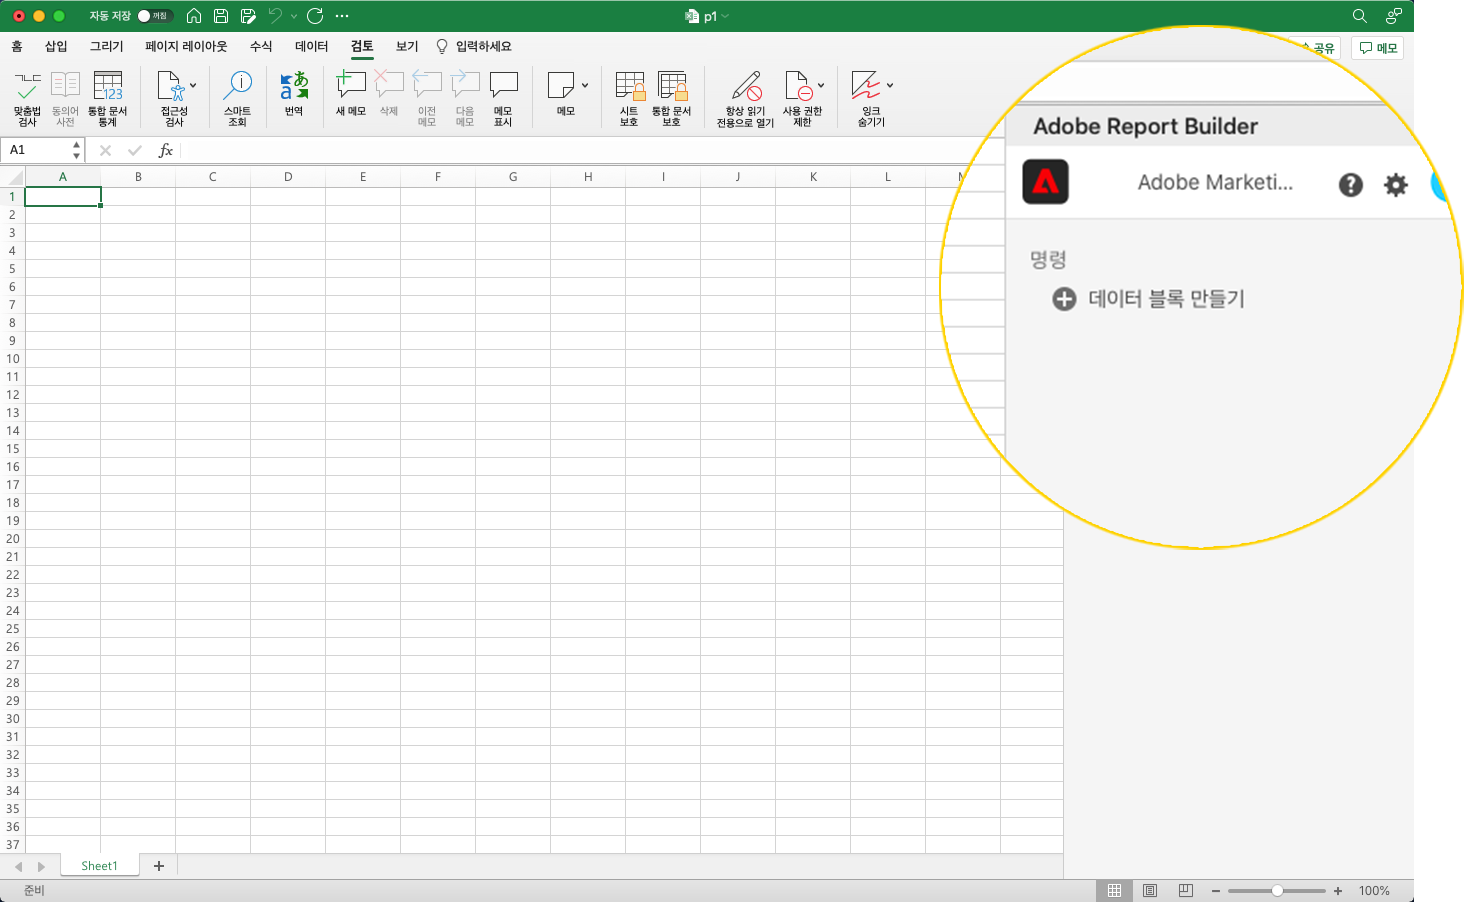 자동 저장 꺼짐
p1
홈 삽입 그리기 페이지 레이아웃 수식 데이터 검토 보기 입력하세요 공유 메모
맞춤법 검사
동의어 사전
123
통합 문서 통계
접근성 검사
스마트 조회
번역
새 메모
삭제
이전 메모
다음 메모
메모 표시
메모
시트 보호
통합 문서 보호
항상 읽기 전용으로 열기
사용 권한 제한
잉크 숨기기
A1 fx
A B C D E F G H I J K L
1
2
3
4
5
6
7
8
9
10
11
12
13
14
15
16
17
18
19
20
21
22
23
24
25
26
27
28
29
30
31
32
33
34
35
36
37
Adobe Report Builder
Adobe Marketi...
명령
데이터 블록 만들기
Sheet1
준비 100%